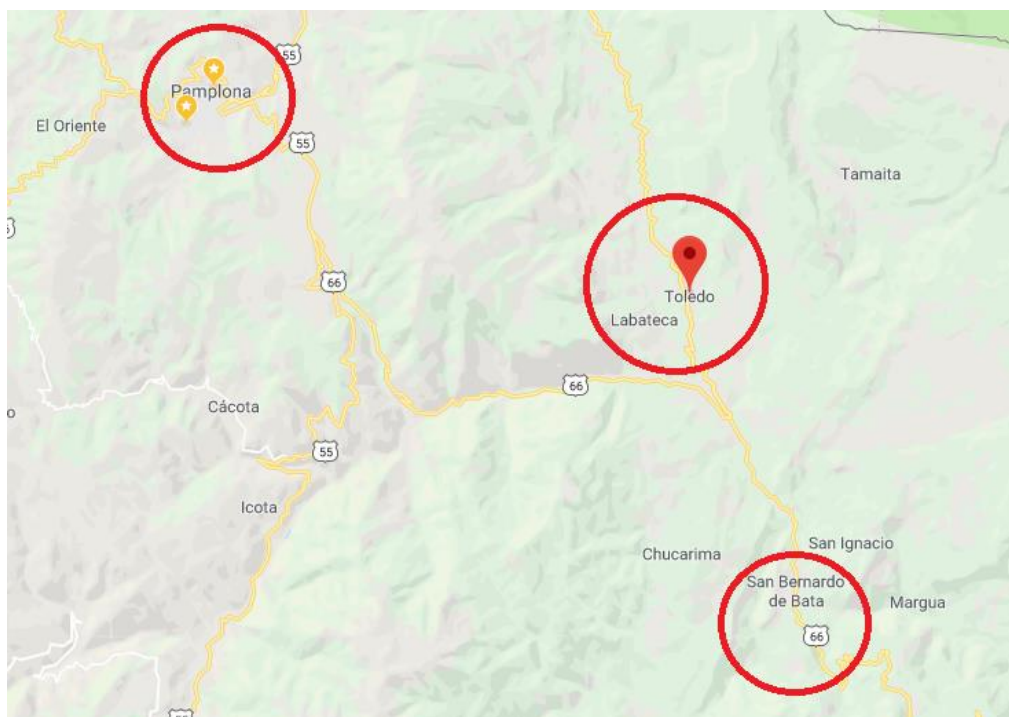 55
Pamplona
El Oriente
55
Tamaita
66
Toledo
Labateca
66
Cácota
55
Icota
San Ignacio
Chucarima
San Bernardo
de Bata
Margua
66
55